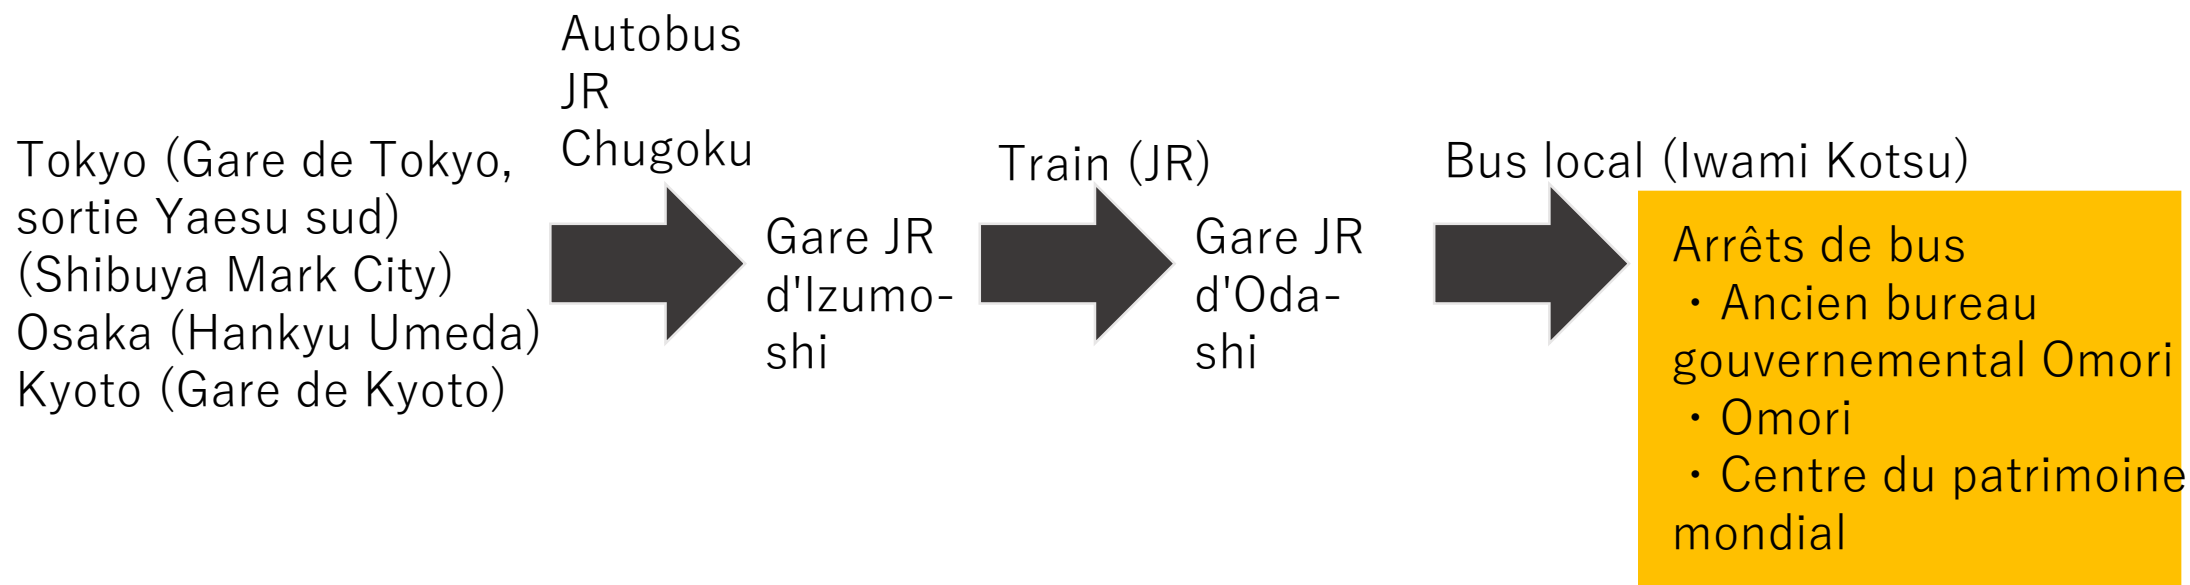 Tokyo (Gare de Tokyo,
sortie Yaesu sud)
(Shibuya Mark City)
Osaka (Hankyu Umeda)
Kyoto (Gare de Kyoto)
Autobus
JR
Chugoku
Gare JR
d'Izumo-
shi
Train (JR)
Gare JR
d'Oda-
shi
Bus local (Iwami Kotsu)
Arrêts de bus
・Ancien bureau
gouvernemental Omori
・Omori
・Centre du patrimoine
mondial